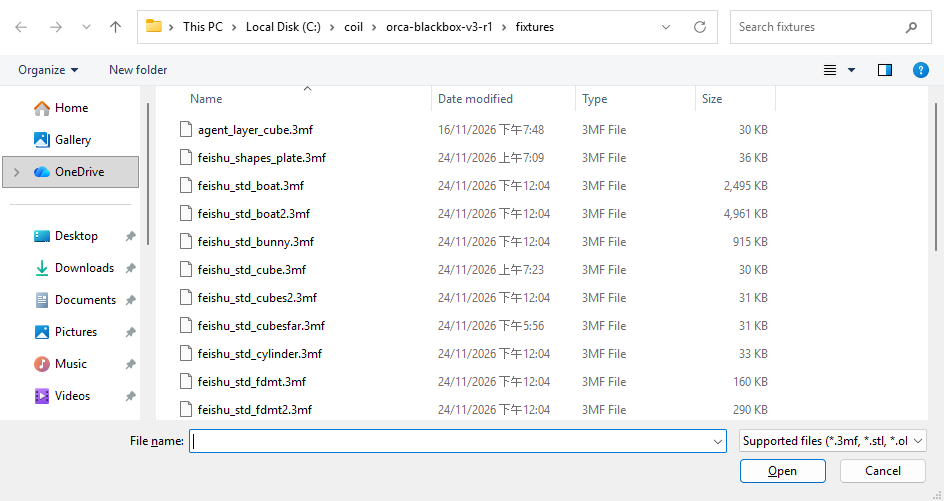 This PC > Local Disk (C:) > coil > orca-blackbox-v3-r1 > fixtures
Search fixtures
Organize
New folder
Home
Gallery
OneDrive
Desktop
Downloads
Documents
Pictures
Music
Videos
Name Date modified Type Size
agent_layer_cube.3mf 16/11/2026 下午7:48 3MF File 30 KB
feishu_shapes_plate.3mf 24/11/2026 上午7:09 3MF File 36 KB
feishu_std_boat.3mf 24/11/2026 下午12:04 3MF File 2,495 KB
feishu_std_boat2.3mf 24/11/2026 下午12:04 3MF File 4,961 KB
feishu_std_bunny.3mf 24/11/2026 下午12:04 3MF File 915 KB
feishu_std_cube.3mf 24/11/2026 上午7:23 3MF File 30 KB
feishu_std_cubes2.3mf 24/11/2026 下午12:04 3MF File 31 KB
feishu_std_cubesfar.3mf 24/11/2026 下午5:56 3MF File 31 KB
feishu_std_cylinder.3mf 24/11/2026 下午12:04 3MF File 33 KB
feishu_std_fdmt.3mf 24/11/2026 下午12:04 3MF File 160 KB
feishu_std_fdmt2.3mf 24/11/2026 下午12:04 3MF File 290 KB
File name:
Supported files (*.3mf, *.stl, *.ol
Open
Cancel